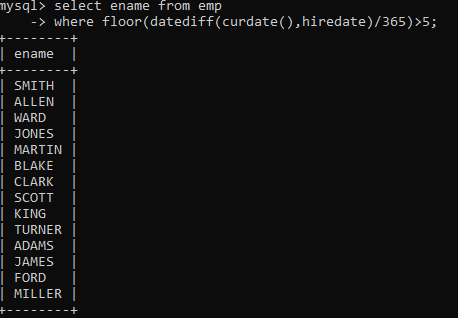 mysql> select ename from emp
    -> where floor(datediff(curdate(),hiredate)/365)>5;
+--------+
| ename  |
+--------+
| SMITH  |
| ALLEN  |
| WARD   |
| JONES  |
| MARTIN |
| BLAKE  |
| CLARK  |
| SCOTT  |
| KING   |
| TURNER |
| ADAMS  |
| JAMES  |
| FORD   |
| MILLER |
+--------+